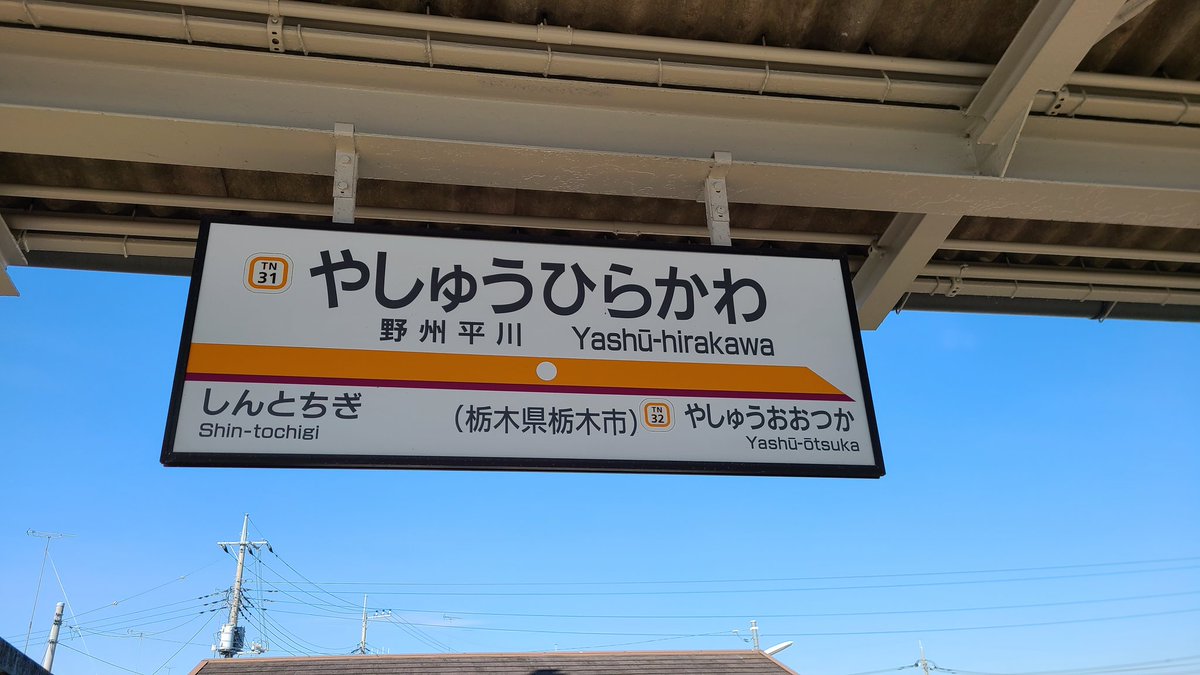 TN
31
やしゅうひらかわ
野州平川 Yashū-hirakawa
しんとちぎ
Shin-tochigi
(栃木県栃木市)
TN
32
やしゅうおおつか
Yashū-ōtsuka